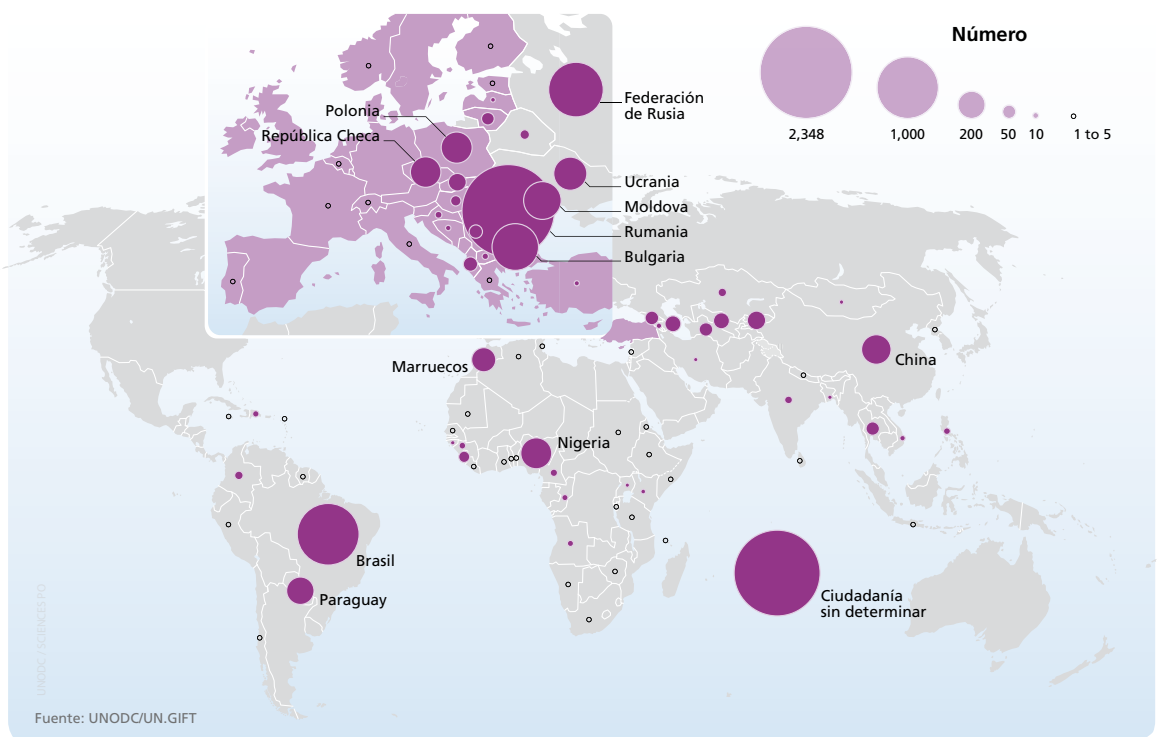 Número
2,348
1,000
200
50
10
1 to 5
Polonia
República Checa
Federación
de Rusia
Ucrania
Moldova
Rumania
Bulgaria
Marruecos
China
Nigeria
Brasil
Paraguay
Ciudadanía
sin determinar
UNODC / SCIENCES PO
Fuente: UNODC/UN.GIFT